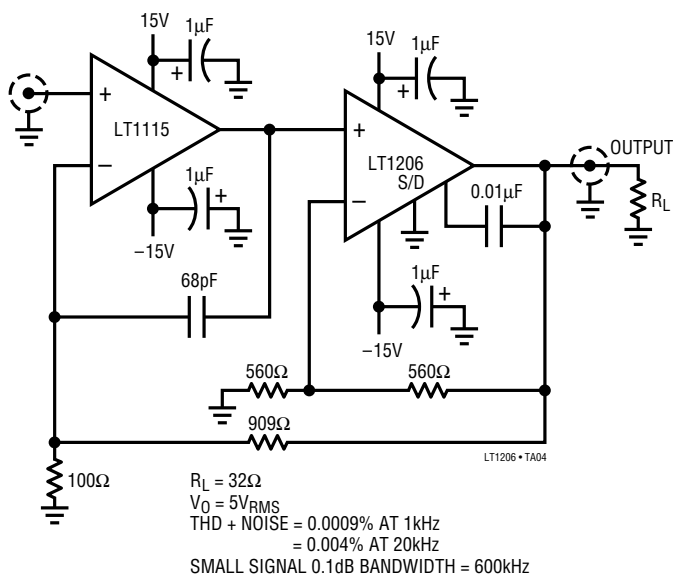 15V
1µF
+
+
LT1115
–
1µF
+
–15V
68pF
15V
1µF
+
+
LT1206
S/D
–
0.01µF
OUTPUT
R_L
1µF
+
–15V
560Ω
560Ω
909Ω
LT1206 • TA04
100Ω
R_L = 32Ω
V_O = 5V_RMS
THD + NOISE = 0.0009% AT 1kHz
= 0.004% AT 20kHz
SMALL SIGNAL 0.1dB BANDWIDTH = 600kHz